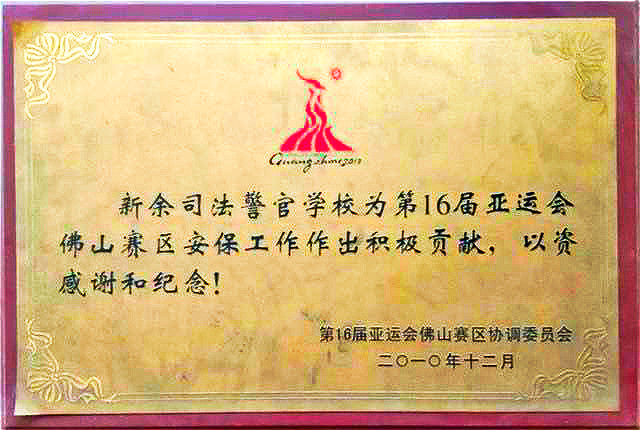 Guangzhou 2010
新余司法警官学校为第16届亚运会
佛山赛区安保工作作出积极贡献，以资
感谢和纪念！
第16届亚运会佛山赛区协调委员会
二〇一〇年十二月